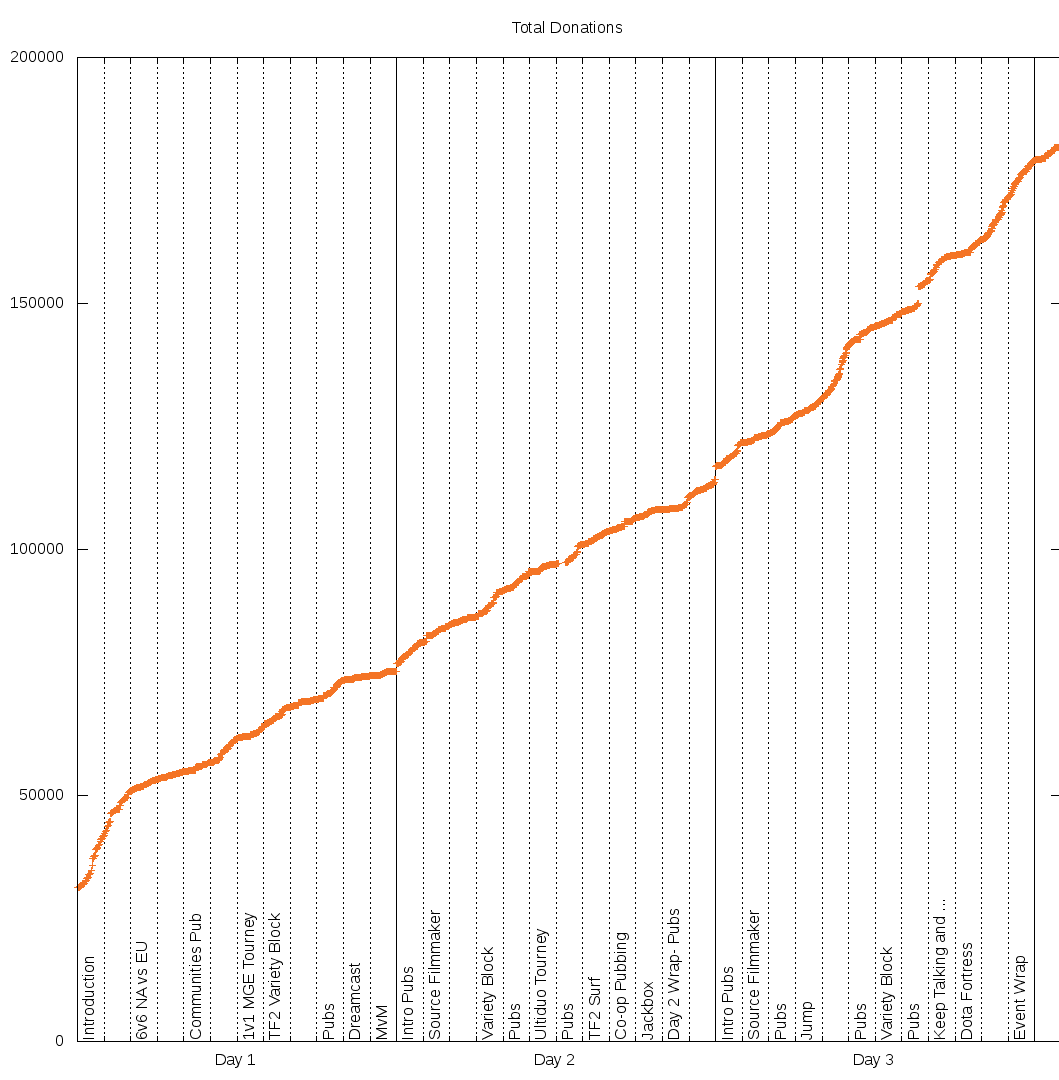 Total Donations
200000
150000
100000
50000
0
Introduction
6v6 NA vs EU
Communities Pub
1v1 MGE Tourney
TF2 Variety Block
Pubs
Dreamcast
MvM
Intro Pubs
Source Filmmaker
Variety Block
Pubs
Ultiduo Tourney
Pubs
TF2 Surf
Co-op Pubbing
Jackbox
Day 2 Wrap- Pubs
Intro Pubs
Source Filmmaker
Pubs
Jump
Pubs
Variety Block
Pubs
Keep Talking and ...
Dota Fortress
Event Wrap
Day 1
Day 2
Day 3